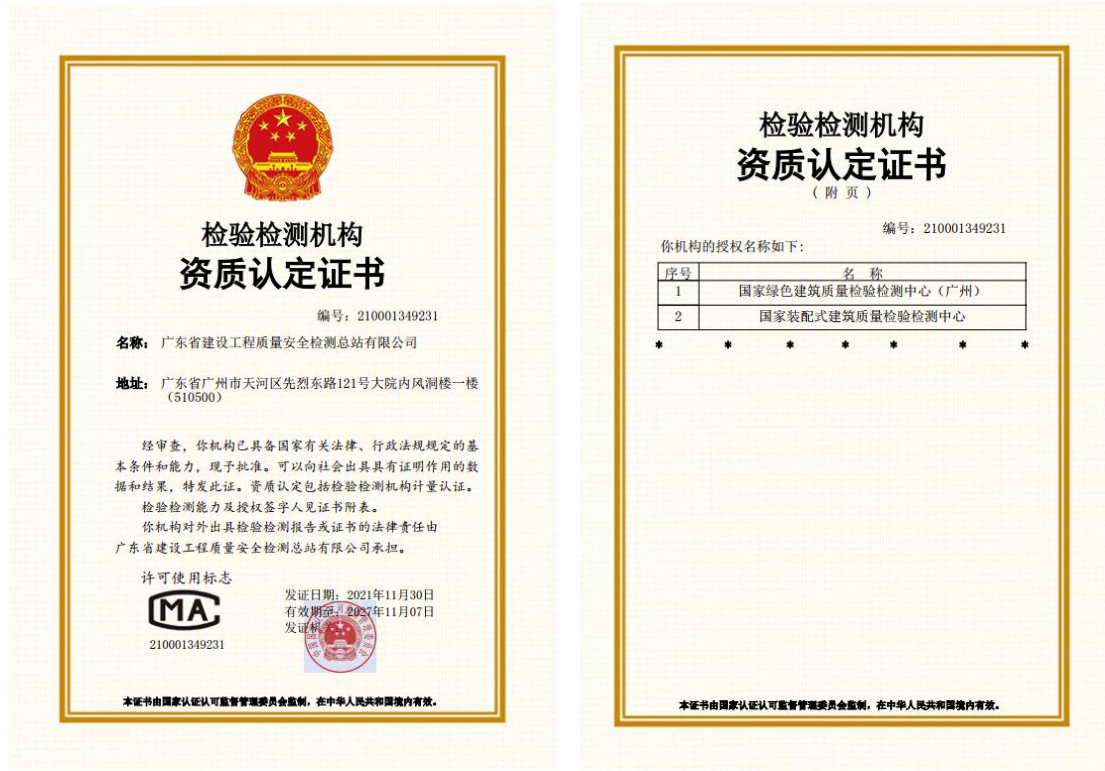 检验检测机构
资质认定证书
编号：210001349231
名称：广东省建设工程质量安全检测总站有限公司
地址：广东省广州市天河区先烈东路121号大院内风洞楼一楼
（510500）
经审查，你机构已具备国家有关法律、行政法规规定的基
本条件和能力，现予批准。可以向社会出具具有证明作用的数
据和结果，特发此证。资质认定包括检验检测机构计量认证。
检验检测能力及授权签字人见证书附表。
你机构对外出具检验检测报告或证书的法律责任由
广东省建设工程质量安全检测总站有限公司承担。
许可使用标志
MA
210001349231
发证日期：2021年11月30日
有效期至：2027年11月07日
发证机关
本证书由国家认证认可监督管理委员会监制，在中华人民共和国境内有效。
检验检测机构
资质认定证书
（附 页）
编号：210001349231
你机构的授权名称如下：
序号 名 称
1 国家绿色建筑质量检验检测中心（广州）
2 国家装配式建筑质量检验检测中心
* * * * * * *
本证书由国家认证认可监督管理委员会监制，在中华人民共和国境内有效。